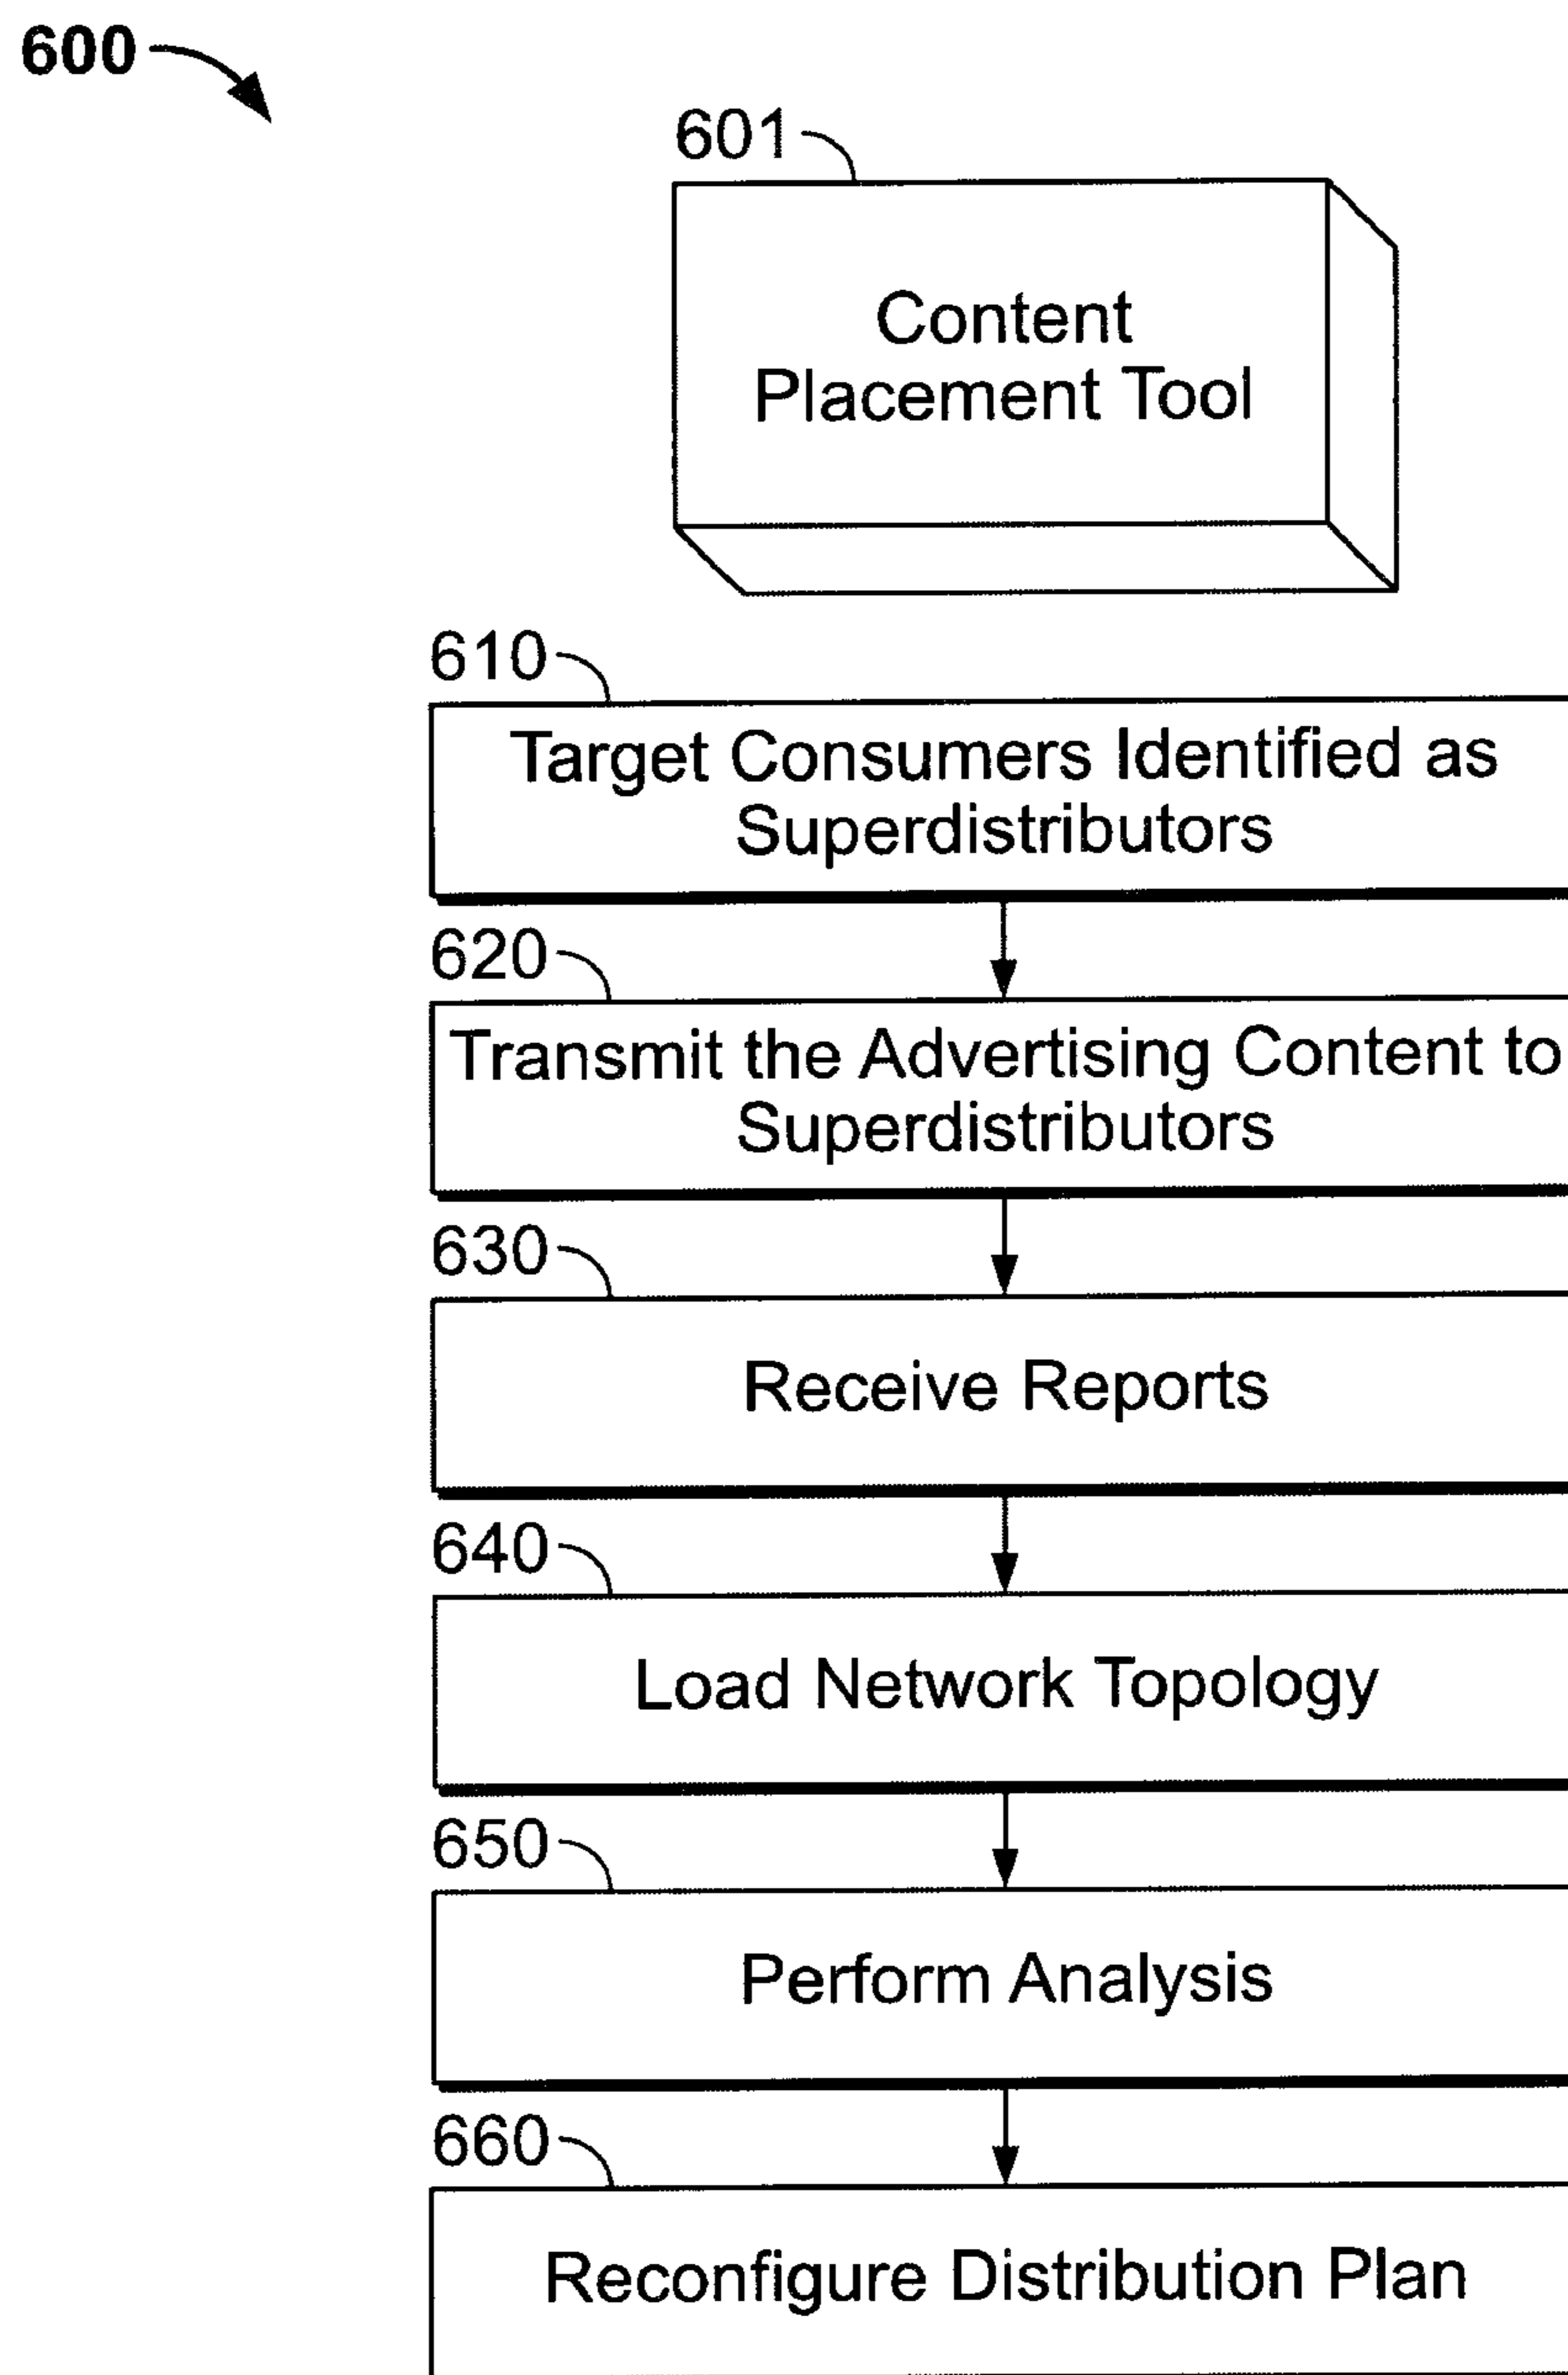 600
601
Content
Placement Tool
610
Target Consumers Identified as
Superdistributors
620
Transmit the Advertising Content to
Superdistributors
630
Receive Reports
640
Load Network Topology
650
Perform Analysis
660
Reconfigure Distribution Plan